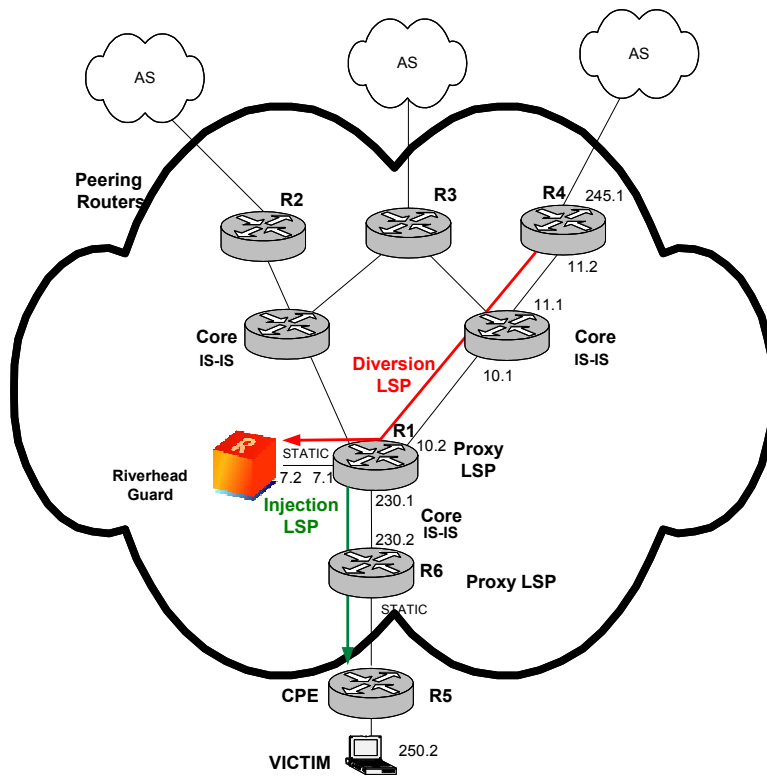 AS
AS
AS
Peering
Routers
R2
R3
R4
245.1
11.2
11.1
Core
IS-IS
Core
IS-IS
10.1
Diversion
LSP
R1
10.2
Proxy
LSP
R
STATIC
7.2
7.1
Riverhead
Guard
Injection
LSP
230.1
Core
IS-IS
230.2
R6
Proxy LSP
STATIC
CPE
R5
VICTIM
250.2